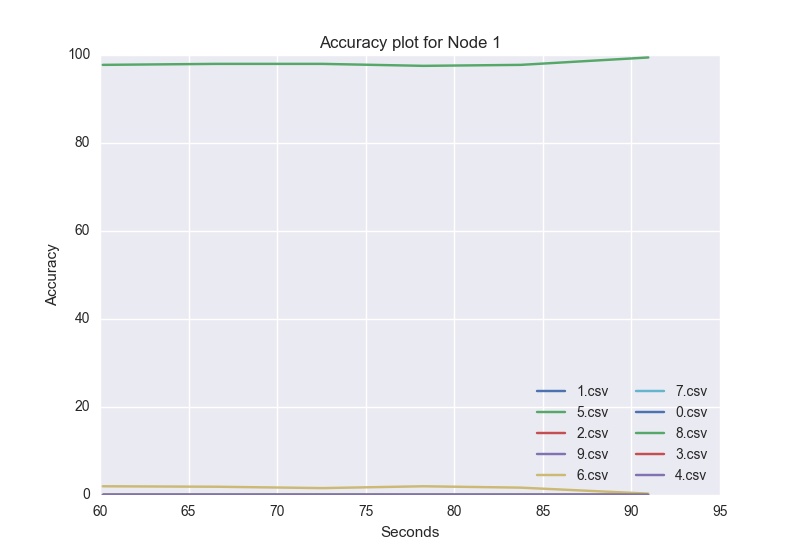 Accuracy plot for Node 1
100
80
60
40
20
0
Accuracy
60 65 70 75 80 85 90 95
Seconds
1.csv 7.csv
5.csv 0.csv
2.csv 8.csv
9.csv 3.csv
6.csv 4.csv